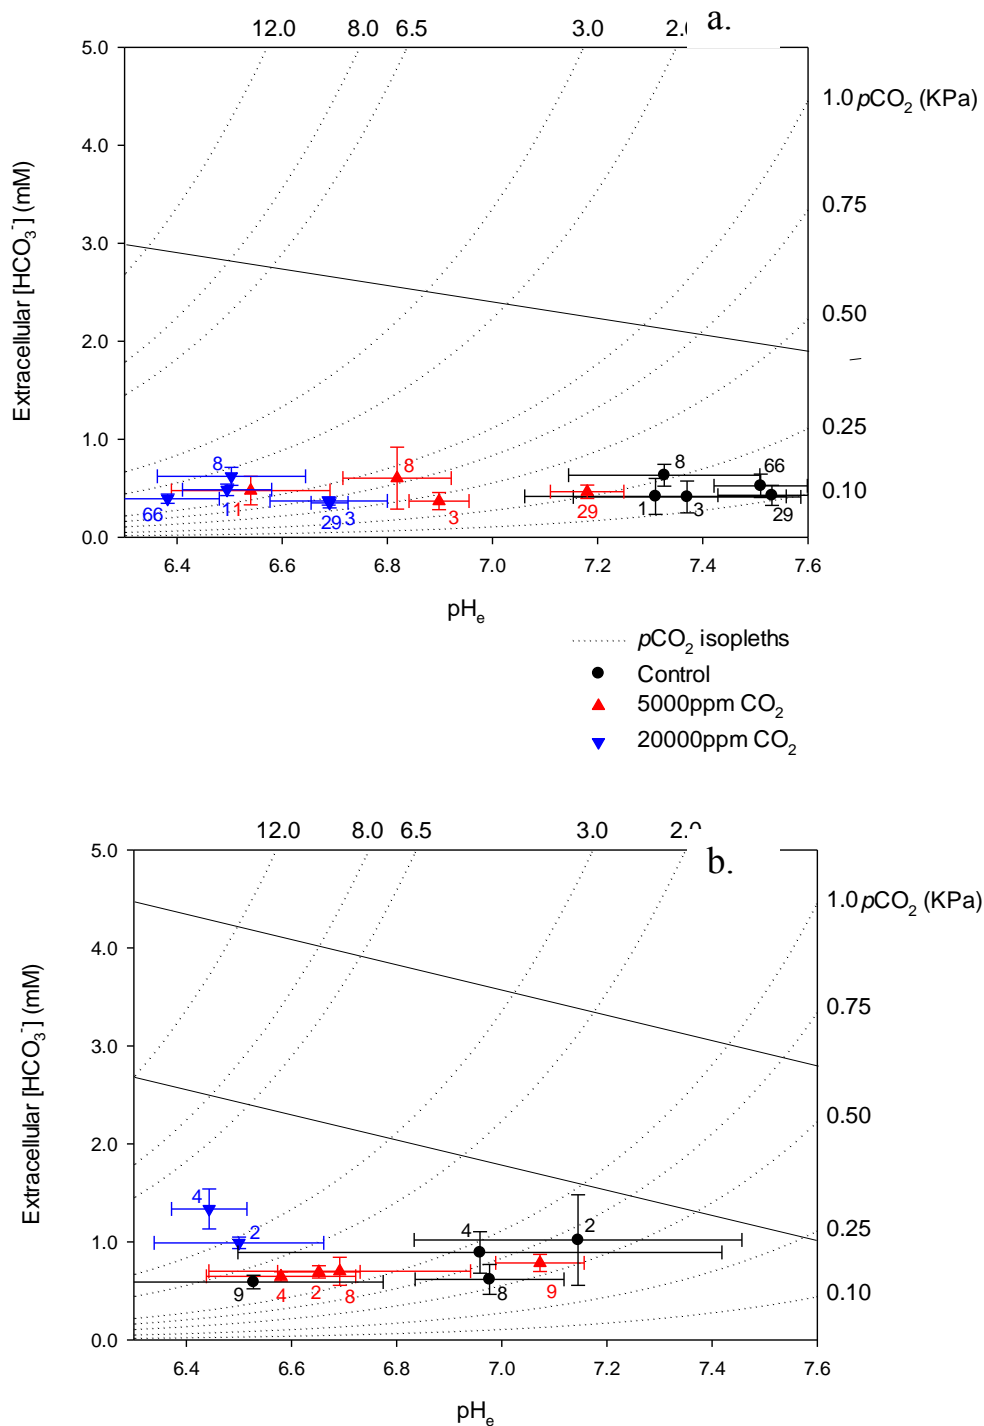 a.
12.0 8.0 6.5 3.0 2.0
5.0
4.0
3.0
2.0
1.0
0.0
Extracellular [HCO3-] (mM)
1.0 pCO2 (KPa)
0.75
0.50
0.25
0.10
8 8 8 66
66 1 1 29 3 3 29 1 3 29
6.4 6.6 6.8 7.0 7.2 7.4 7.6
pHe
pCO2 isopleths
Control
5000ppm CO2
20000ppm CO2
b.
12.0 8.0 6.5 3.0
5.0
4.0
3.0
2.0
1.0
0.0
Extracellular [HCO3-] (mM)
1.0 pCO2 (KPa)
0.75
0.50
0.25
0.10
4 2 4 2
9 4 2 8 8 9
6.4 6.6 6.8 7.0 7.2 7.4 7.6
pHe